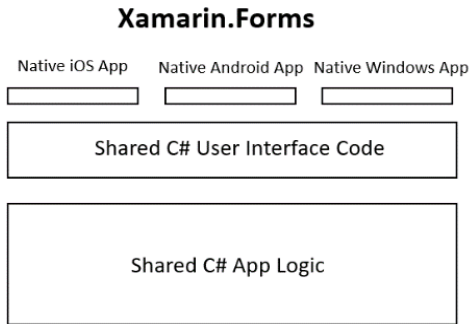 Xamarin.Forms
Native iOS App Native Android App Native Windows App
Shared C# User Interface Code
Shared C# App Logic